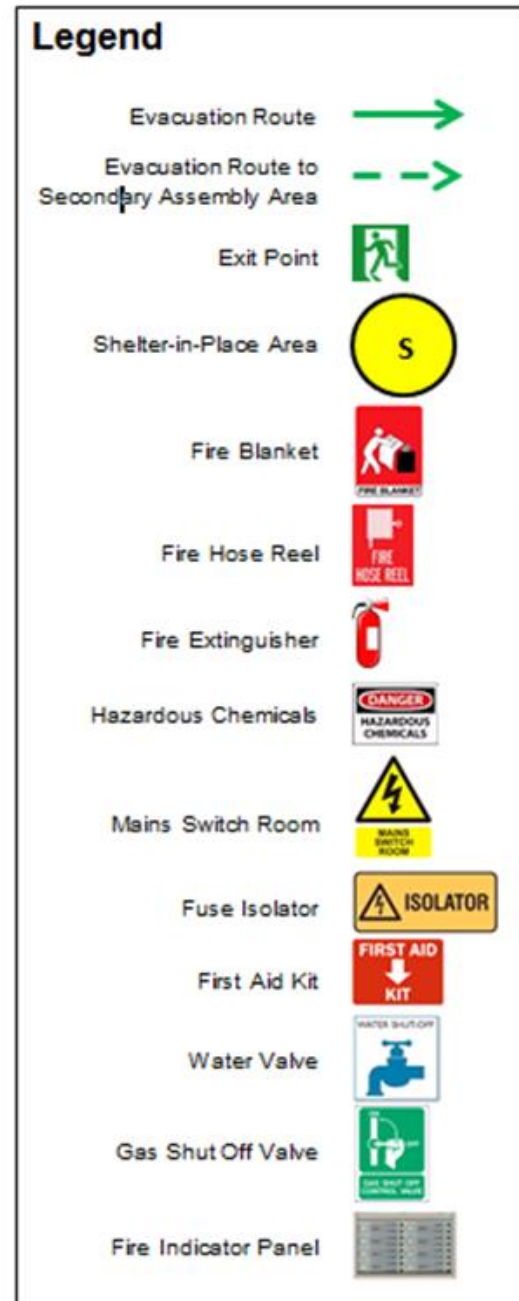 Legend
Evacuation Route
Evacuation Route to
Secondary Assembly Area
Exit Point
Shelter-in-Place Area
S
Fire Blanket
FIRE BLANKET
Fire Hose Reel
FIRE
HOSE REEL
Fire Extinguisher
Hazardous Chemicals
DANGER
HAZARDOUS
CHEMICALS
Mains Switch Room
MAINS
SWITCH
ROOM
Fuse Isolator
ISOLATOR
First Aid Kit
FIRST AID
KIT
Water Valve
WATER SHUT-OFF
Gas Shut Off Valve
ON
OFF
GAS SHUT OFF
CONTROL VALVE
Fire Indicator Panel